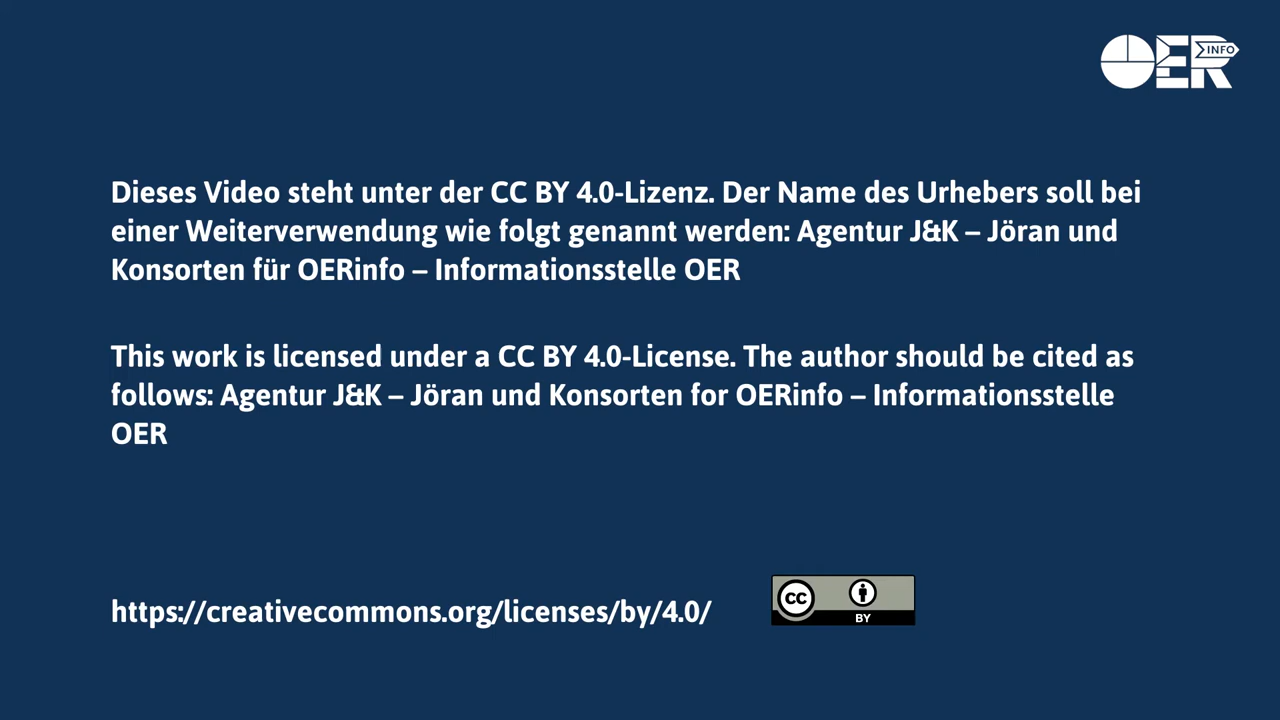 OER INFO
Dieses Video steht unter der CC BY 4.0-Lizenz. Der Name des Urhebers soll bei
einer Weiterverwendung wie folgt genannt werden: Agentur J&K – Jöran und
Konsorten für OERinfo – Informationsstelle OER
This work is licensed under a CC BY 4.0-License. The author should be cited as
follows: Agentur J&K – Jöran und Konsorten for OERinfo – Informationsstelle
OER
https://creativecommons.org/licenses/by/4.0/
CC
BY